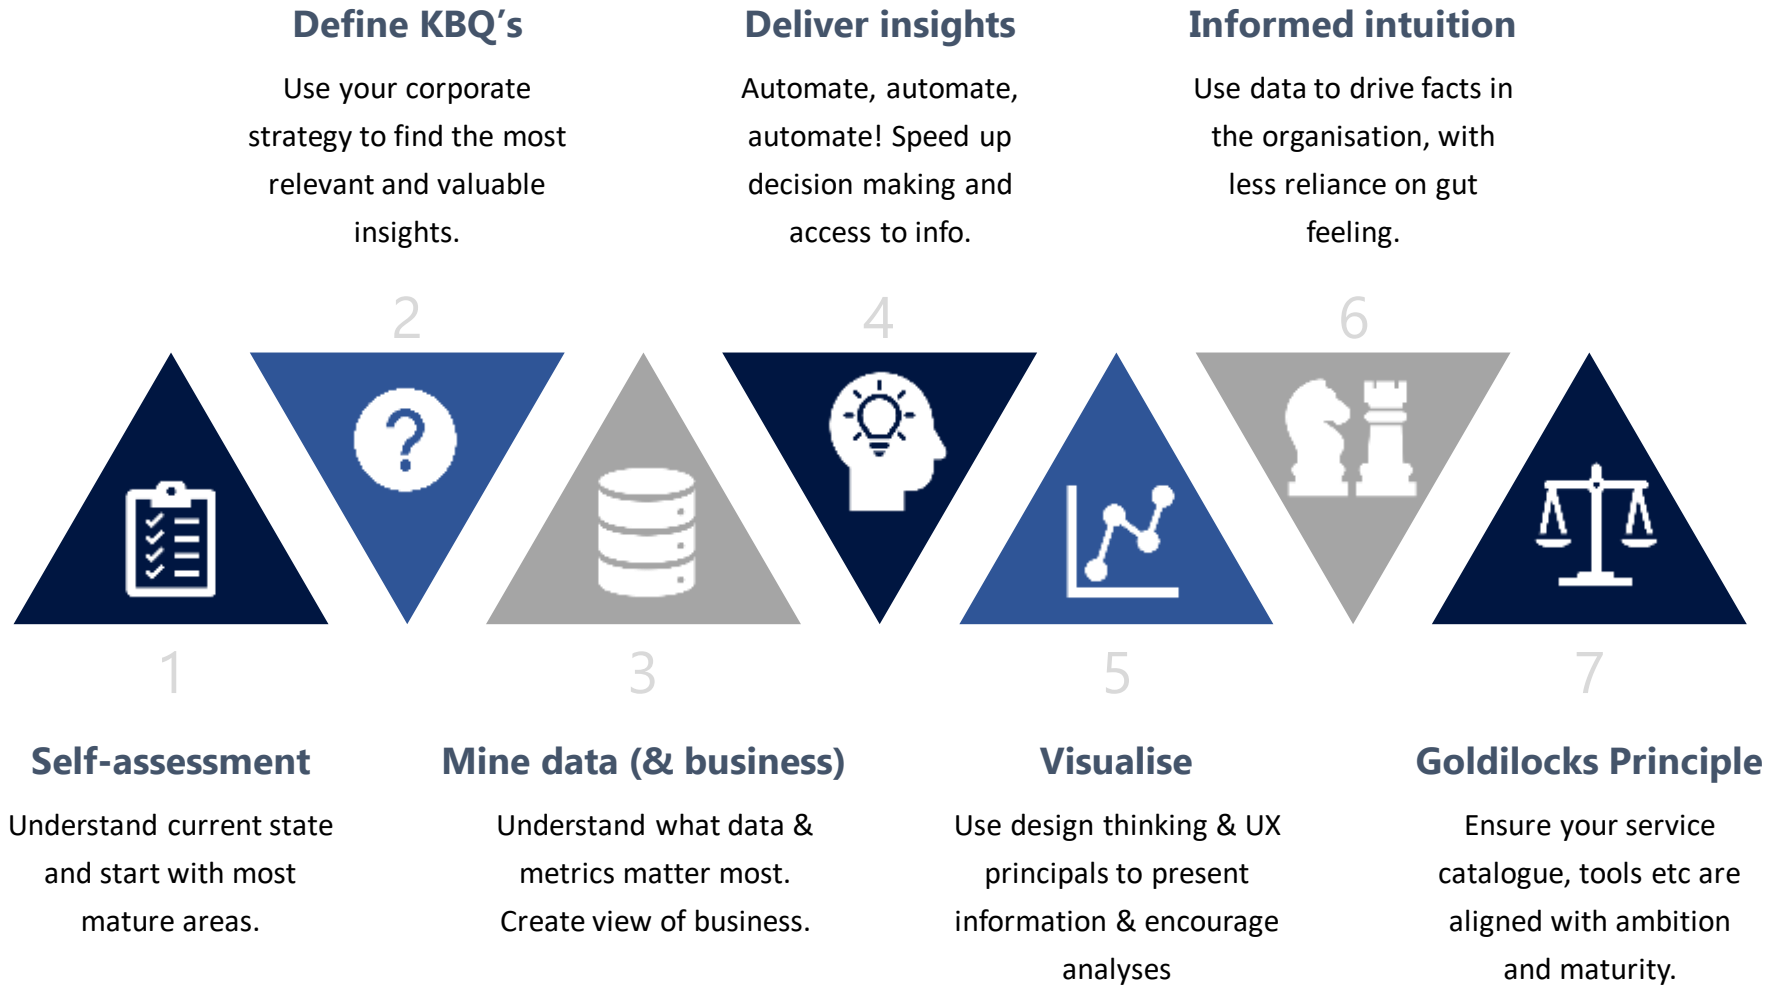 Define KBQ’s
Use your corporate
strategy to find the most
relevant and valuable
insights.
2
Deliver insights
Automate, automate,
automate! Speed up
decision making and
access to info.
4
Informed intuition
Use data to drive facts in
the organisation, with
less reliance on gut
feeling.
6
1
Self-assessment
Understand current state
and start with most
mature areas.
3
Mine data (& business)
Understand what data &
metrics matter most.
Create view of business.
5
Visualise
Use design thinking & UX
principals to present
information & encourage
analyses
7
Goldilocks Principle
Ensure your service
catalogue, tools etc are
aligned with ambition
and maturity.